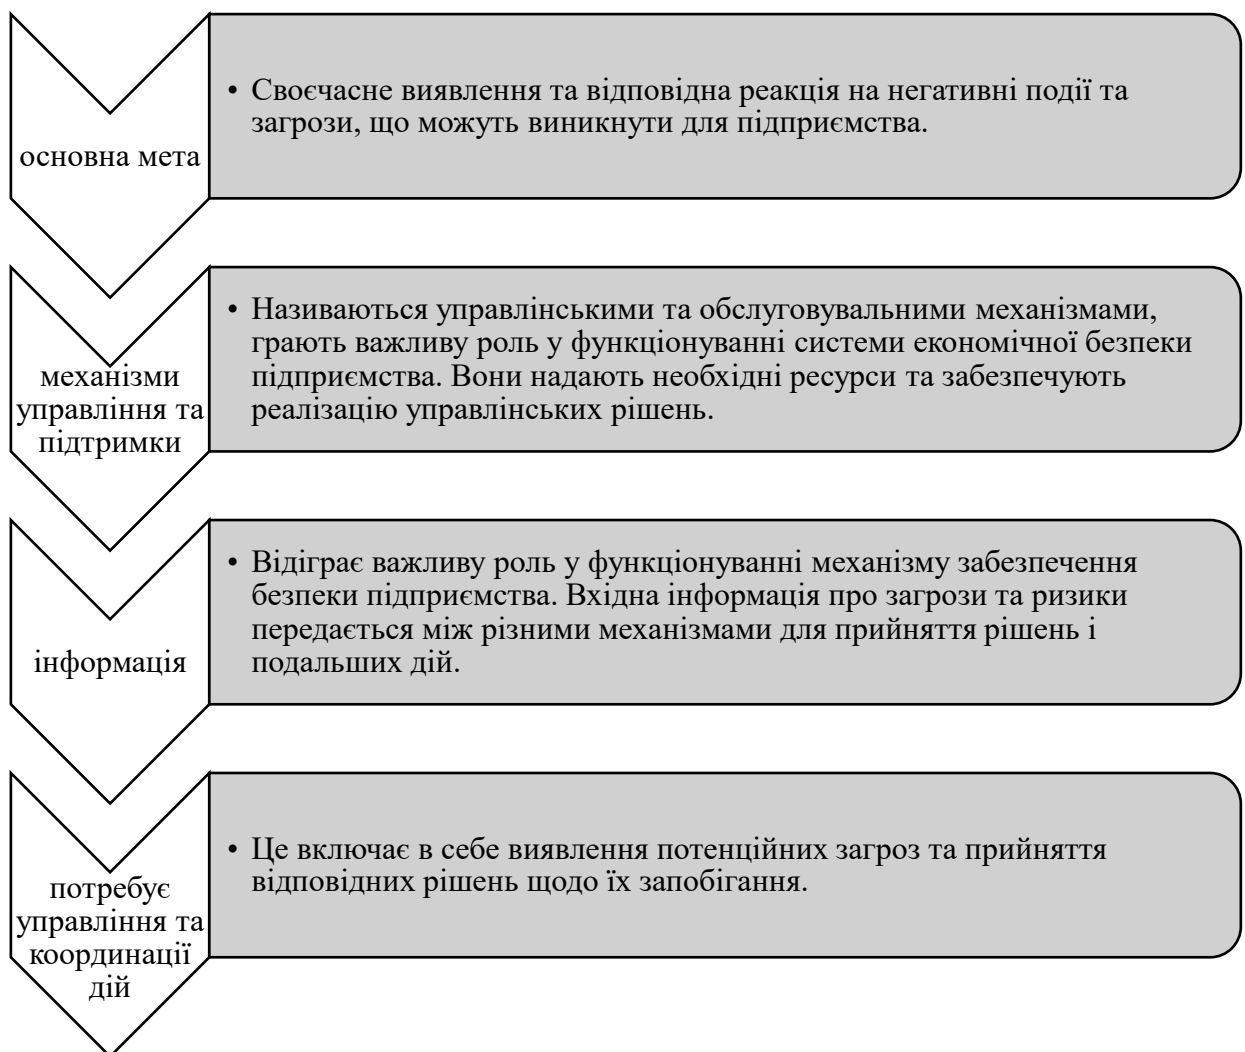 основна мета
• Своєчасне виявлення та відповідна реакція на негативні події та
загрози, що можуть виникнути для підприємства.
механізми
управління та
підтримки
• Називаються управлінськими та обслуговувальними механізмами,
грають важливу роль у функціонуванні системи економічної безпеки
підприємства. Вони надають необхідні ресурси та забезпечують
реалізацію управлінських рішень.
інформація
• Відіграє важливу роль у функціонуванні механізму забезпечення
безпеки підприємства. Вхідна інформація про загрози та ризики
передається між різними механізмами для прийняття рішень і
подальших дій.
потребує
управління та
координації
дій
• Це включає в себе виявлення потенційних загроз та прийняття
відповідних рішень щодо їх запобігання.